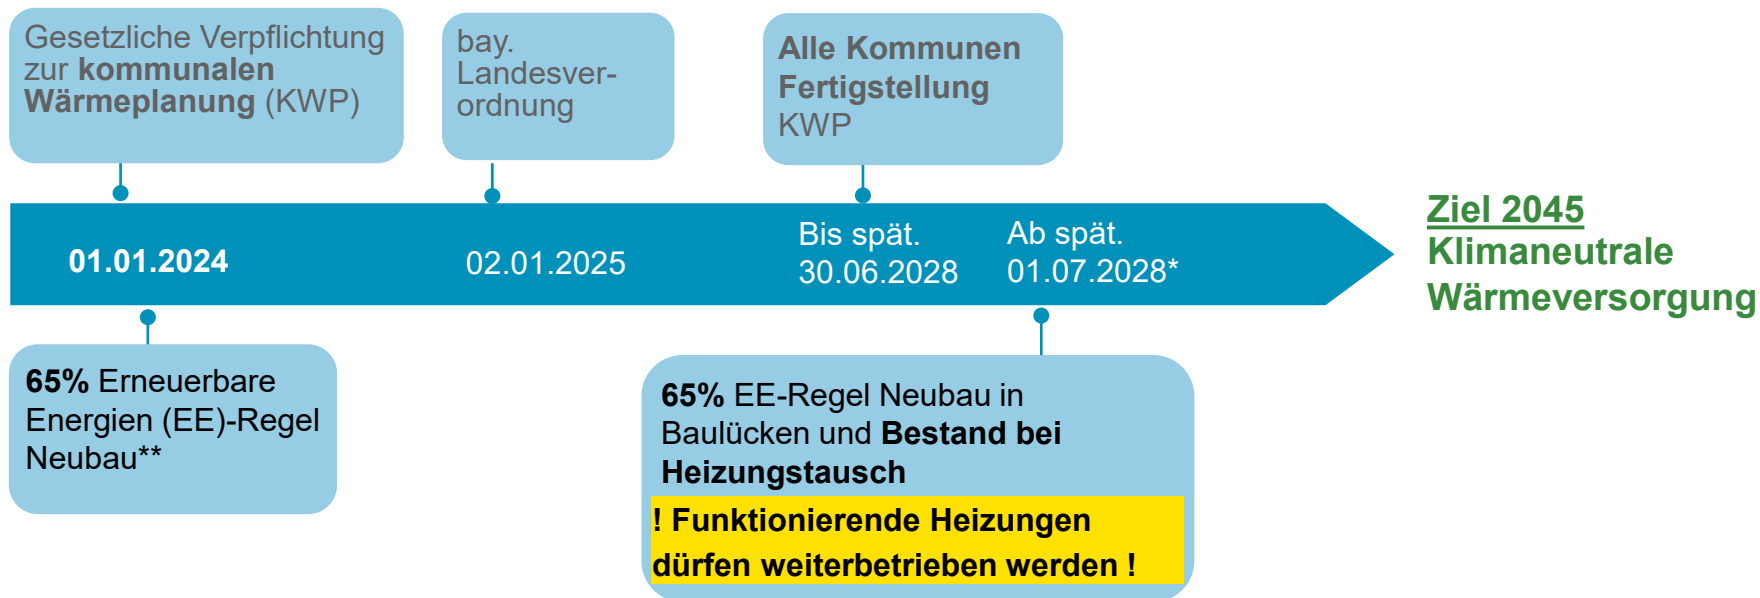 Gesetzliche Verpflichtung
zur kommunalen
Wärmeplanung (KWP)
bay.
Landesver-
ordnung
Alle Kommunen
Fertigstellung
KWP
01.01.2024
02.01.2025
Bis spät.
30.06.2028
Ab spät.
01.07.2028*
Ziel 2045
Klimaneutrale
Wärmeversorgung
65% Erneuerbare
Energien (EE)-Regel
Neubau**
65% EE-Regel Neubau in
Baulücken und Bestand bei
Heizungstausch
! Funktionierende Heizungen
dürfen weiterbetrieben werden !